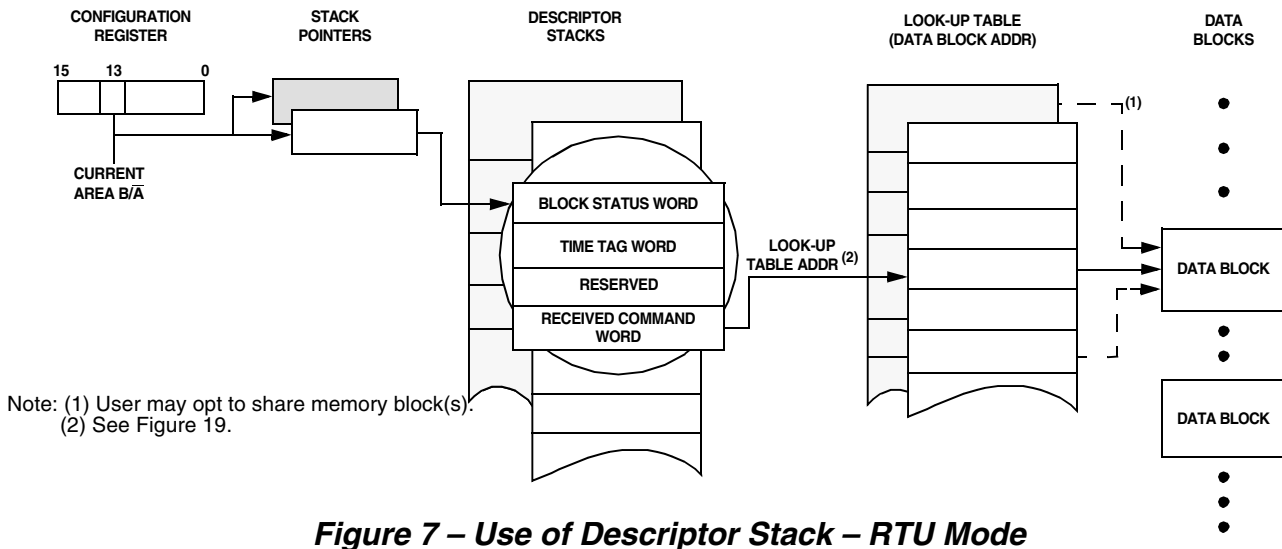 CONFIGURATION
REGISTER
STACK
POINTERS
DESCRIPTOR
STACKS
LOOK-UP TABLE
(DATA BLOCK ADDR)
DATA
BLOCKS
15 13 0
CURRENT
AREA B/A̅
BLOCK STATUS WORD
TIME TAG WORD
RESERVED
RECEIVED COMMAND
WORD
LOOK-UP
TABLE ADDR (2)
(1)
DATA BLOCK
DATA BLOCK
Note: (1) User may opt to share memory block(s).
(2) See Figure 19.
Figure 7 – Use of Descriptor Stack – RTU Mode